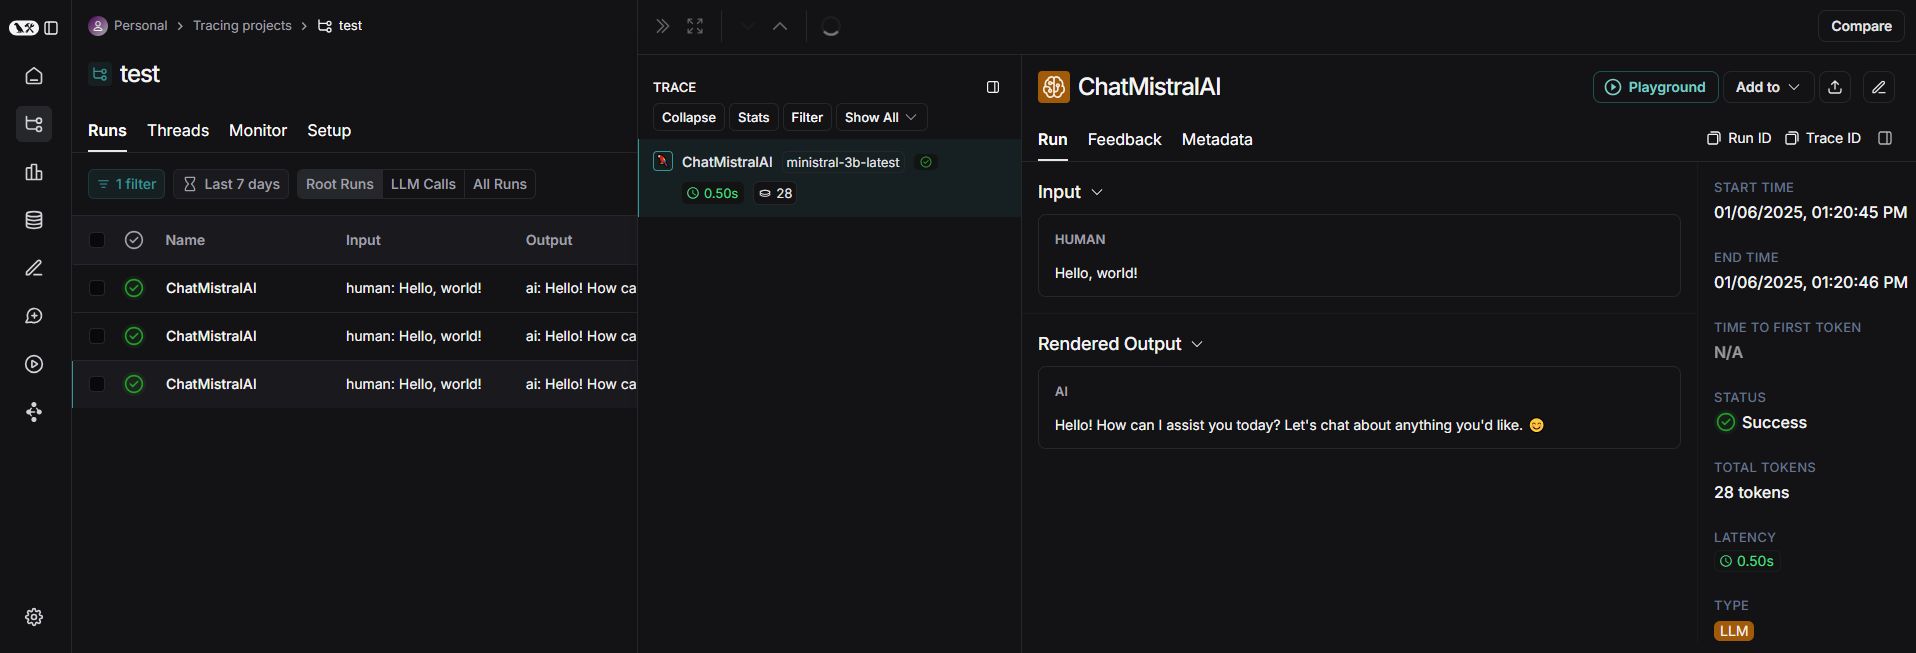 Personal > Tracing projects > test
test
Runs Threads Monitor Setup
1 filter Last 7 days Root Runs LLM Calls All Runs
Name Input Output
ChatMistralAI human: Hello, world! ai: Hello! How ca
ChatMistralAI human: Hello, world! ai: Hello! How ca
ChatMistralAI human: Hello, world! ai: Hello! How ca
TRACE
Collapse Stats Filter Show All
ChatMistralAI ministral-3b-latest
0.50s 28
Compare
ChatMistralAI
Playground Add to
Run Feedback Metadata
Run ID Trace ID
Input
HUMAN
Hello, world!
Rendered Output
AI
Hello! How can I assist you today? Let's chat about anything you'd like. 😊
START TIME
01/06/2025, 01:20:45 PM
END TIME
01/06/2025, 01:20:46 PM
TIME TO FIRST TOKEN
N/A
STATUS
Success
TOTAL TOKENS
28 tokens
LATENCY
0.50s
TYPE
LLM